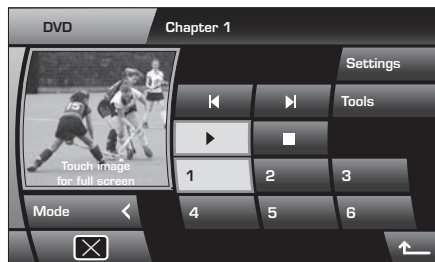 DVD
Chapter 1
Settings
Tools
Touch image
for full screen
1
2
3
Mode
4
5
6